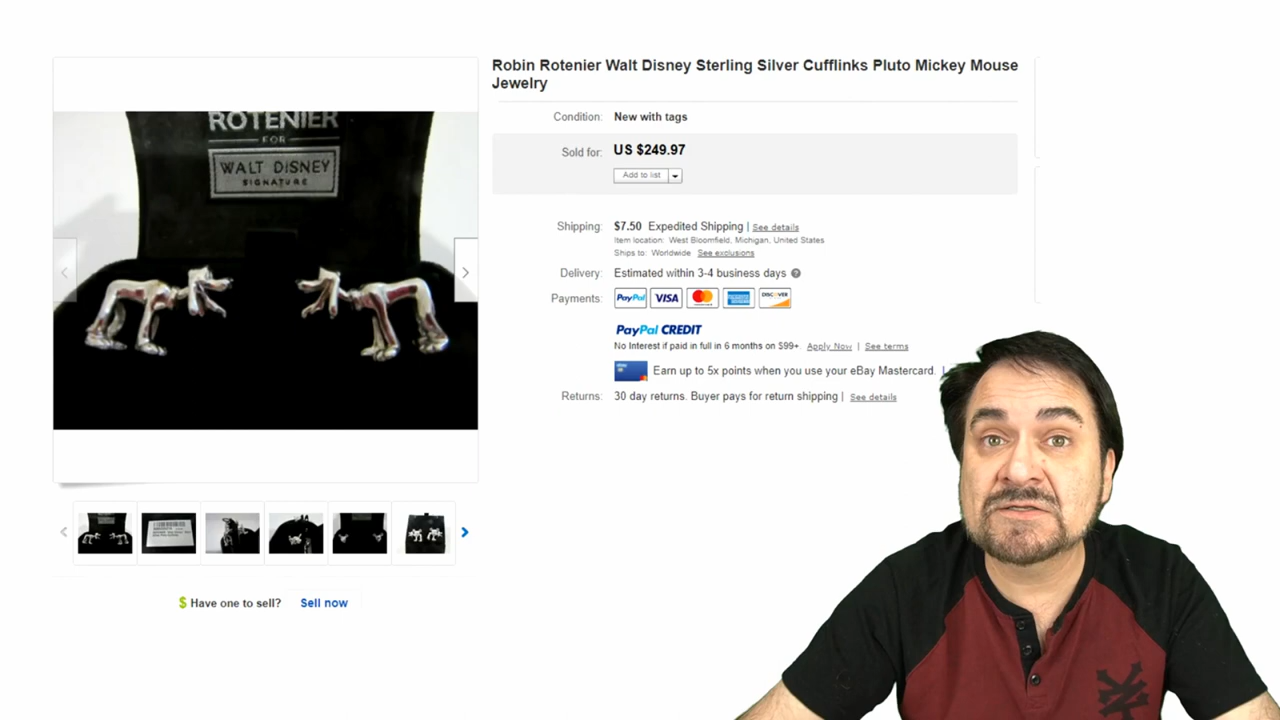 ROTENIER
FOR
WALT DISNEY
SIGNATURE
Robin Rotenier Walt Disney Sterling Silver Cufflinks Pluto Mickey Mouse
Jewelry
Condition: New with tags
Sold for: US $249.97
Add to list
Shipping: $7.50 Expedited Shipping | See details
Item location: West Bloomfield, Michigan, United States
Ships to: Worldwide See exclusions
Delivery: Estimated within 3-4 business days ?
Payments: PayPal VISA MasterCard AMERICAN EXPRESS DISCOVER
PayPal CREDIT
No Interest if paid in full in 6 months on $99+. Apply Now | See terms
Earn up to 5x points when you use your eBay Mastercard.
Returns: 30 day returns. Buyer pays for return shipping | See details
$ Have one to sell? Sell now